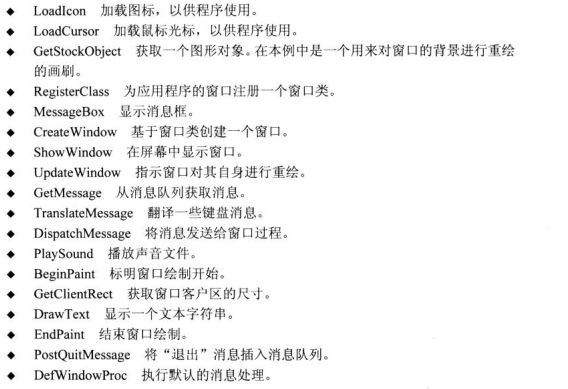 ◆ LoadIcon 加载图标，以供程序使用。
◆ LoadCursor 加载鼠标光标，以供程序使用。
◆ GetStockObject 获取一个图形对象。在本例中是一个用来对窗口的背景进行重绘
的画刷。
◆ RegisterClass 为应用程序的窗口注册一个窗口类。
◆ MessageBox 显示消息框。
◆ CreateWindow 基于窗口类创建一个窗口。
◆ ShowWindow 在屏幕中显示窗口。
◆ UpdateWindow 指示窗口对其自身进行重绘。
◆ GetMessage 从消息队列获取消息。
◆ TranslateMessage 翻译一些键盘消息。
◆ DispatchMessage 将消息发送给窗口过程。
◆ PlaySound 播放声音文件。
◆ BeginPaint 标明窗口绘制开始。
◆ GetClientRect 获取窗口客户区的尺寸。
◆ DrawText 显示一个文本字符串。
◆ EndPaint 结束窗口绘制。
◆ PostQuitMessage 将“退出”消息插入消息队列。
◆ DefWindowProc 执行默认的消息处理。